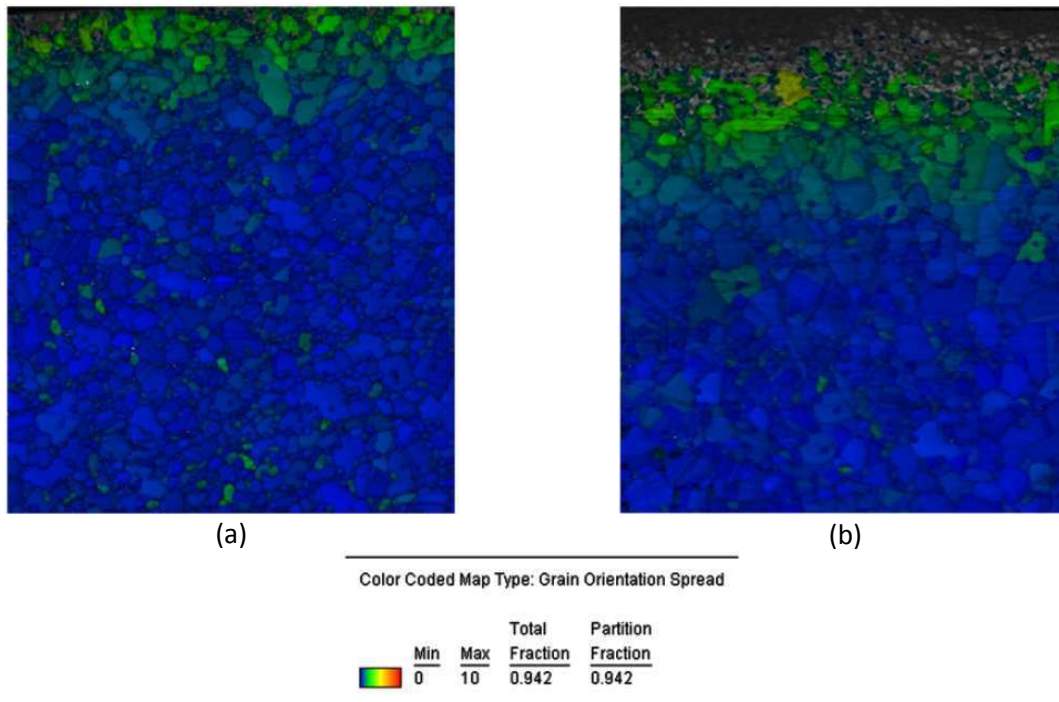 (a)
(b)
Color Coded Map Type: Grain Orientation Spread
Total Partition
Min Max Fraction Fraction
0 10 0.942 0.942